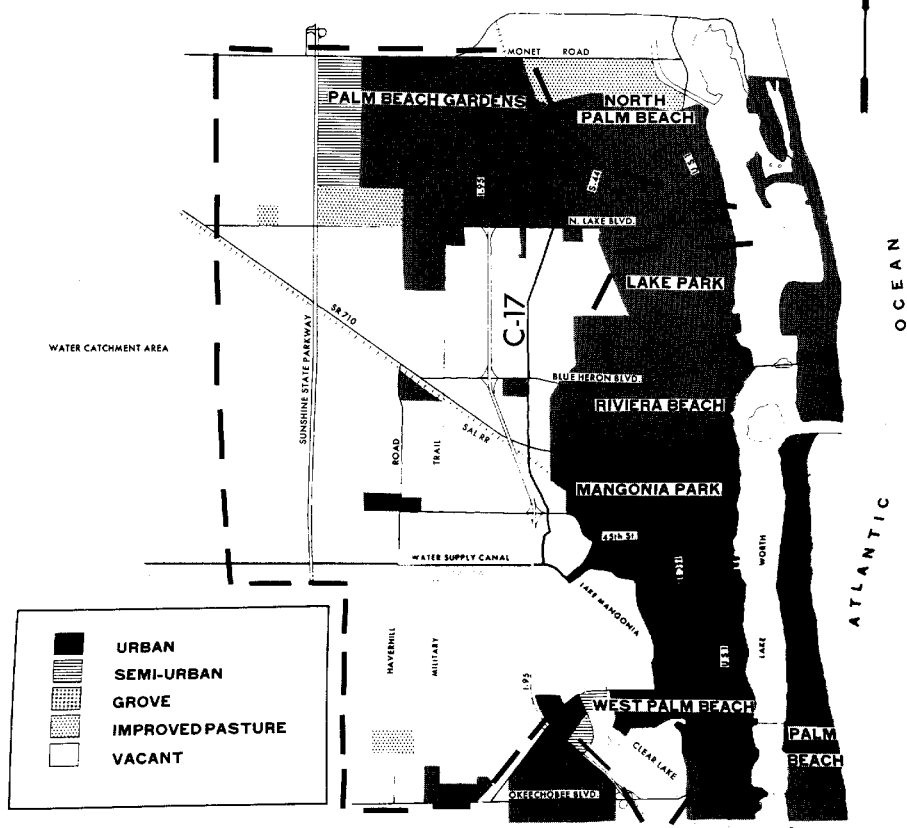 MONET ROAD
PALM BEACH GARDENS
NORTH
PALM BEACH
I-95
U.S.1
N. LAKE BLVD.
LAKE PARK
OCEAN
C-17
SR 710
WATER CATCHMENT AREA
SUNSHINE STATE PARKWAY
BLUE HERON BLVD.
RIVIERA BEACH
SAL RR
ROAD
TRAIL
MANGONIA PARK
45th St.
WATER SUPPLY CANAL
LAKE MANGONIA
WORTH
LAKE
ATLANTIC
HAVERHILL
MILITARY
U.S.1
I-95
WEST PALM BEACH
CLEAR LAKE
PALM
BEACH
OKEECHOBEE BLVD.
URBAN
SEMI-URBAN
GROVE
IMPROVED PASTURE
VACANT